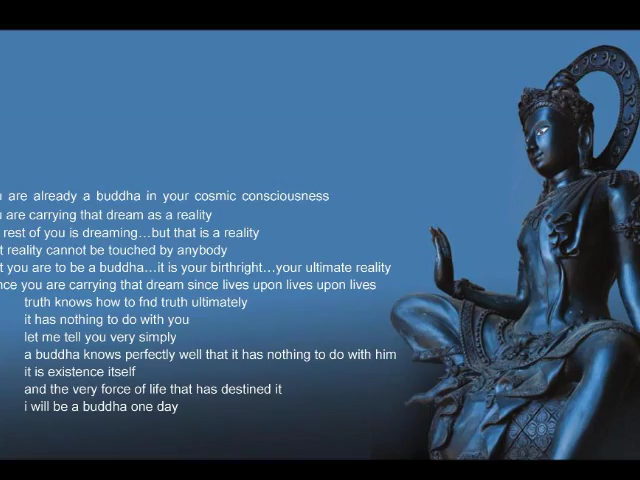 are already a buddha in your cosmic consciousness
are carrying that dream as a reality
rest of you is dreaming...but that is a reality
reality cannot be touched by anybody
you are to be a buddha...it is your birthright...your ultimate reality
you are carrying that dream since lives upon lives upon lives
truth knows how to fnd truth ultimately
it has nothing to do with you
let me tell you very simply
a buddha knows perfectly well that it has nothing to do with him
it is existence itself
and the very force of life that has destined it
i will be a buddha one day